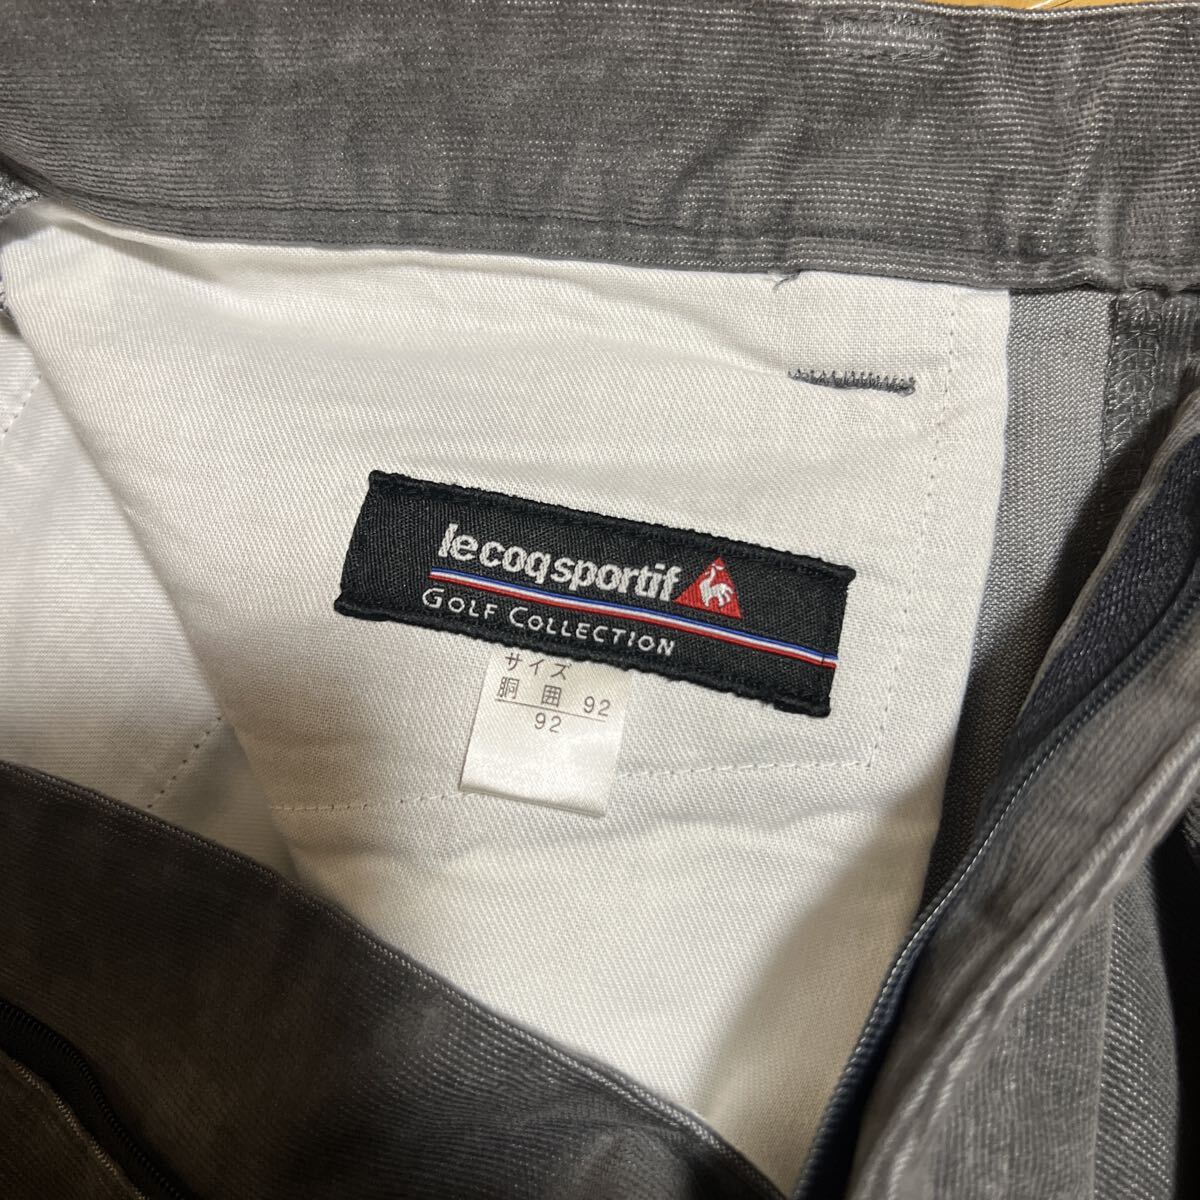 le coq sportif
GOLF COLLECTION
サイズ
胴囲 92
92